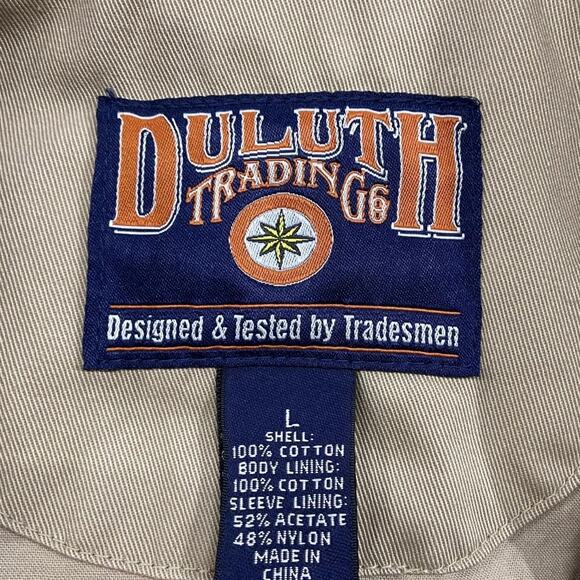 DULUTH
TRADING CO
Designed & Tested by Tradesmen
L
SHELL:
100% COTTON
BODY LINING:
100% COTTON
SLEEVE LINING:
52% ACETATE
48% NYLON
MADE IN
CHINA